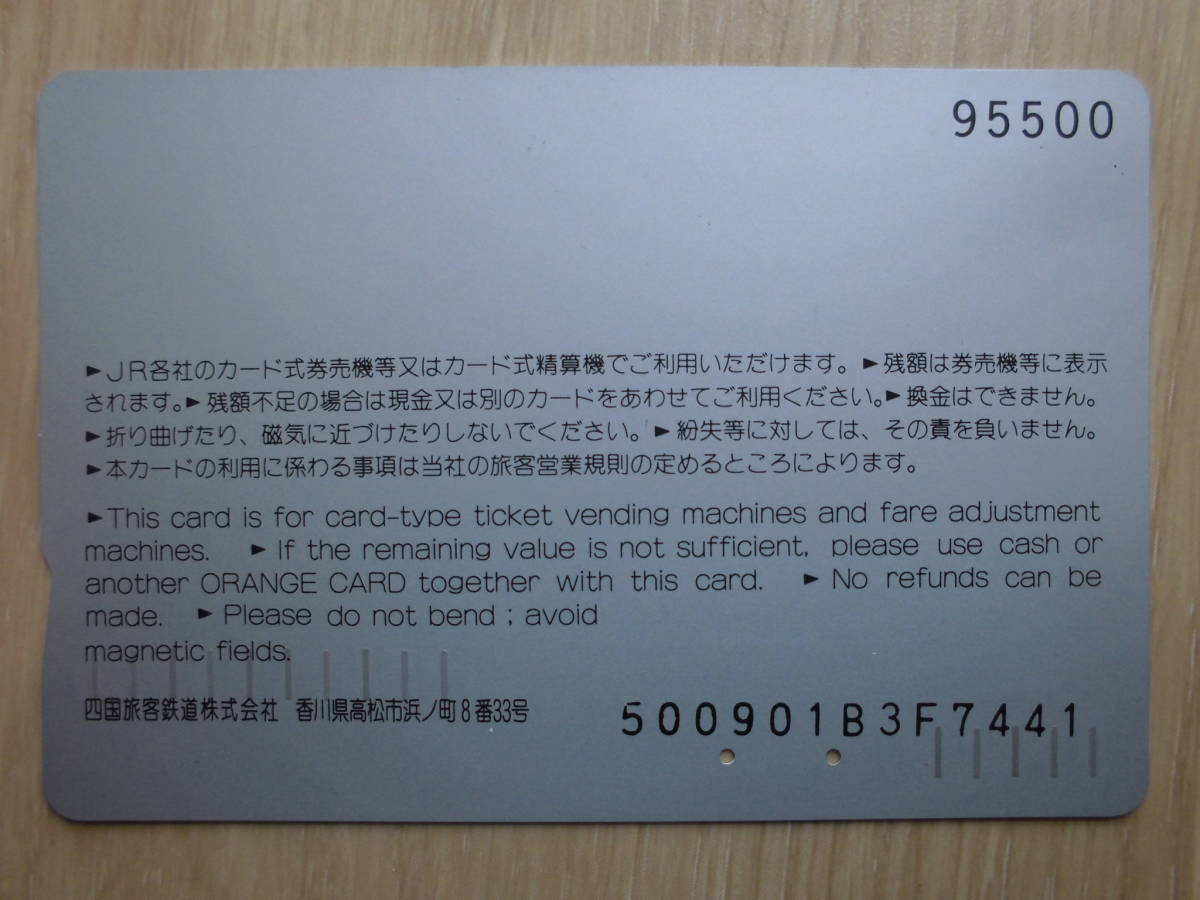 95500
►JR各社のカード式券売機等又はカード式精算機でご利用いただけます。►残額は券売機等に表示
されます。►残額不足の場合は現金又は別のカードをあわせてご利用ください。►換金はできません。
►折り曲げたり、磁気に近づけたりしないでください。►紛失等に対しては、その責を負いません。
►本カードの利用に係わる事項は当社の旅客営業規則の定めるところによります。
►This card is for card-type ticket vending machines and fare adjustment
machines. ►If the remaining value is not sufficient, please use cash or
another ORANGE CARD together with this card. ►No refunds can be
made. ►Please do not bend ; avoid
magnetic fields.
四国旅客鉄道株式会社 香川県高松市浜ノ町8番33号
500901B3F7441